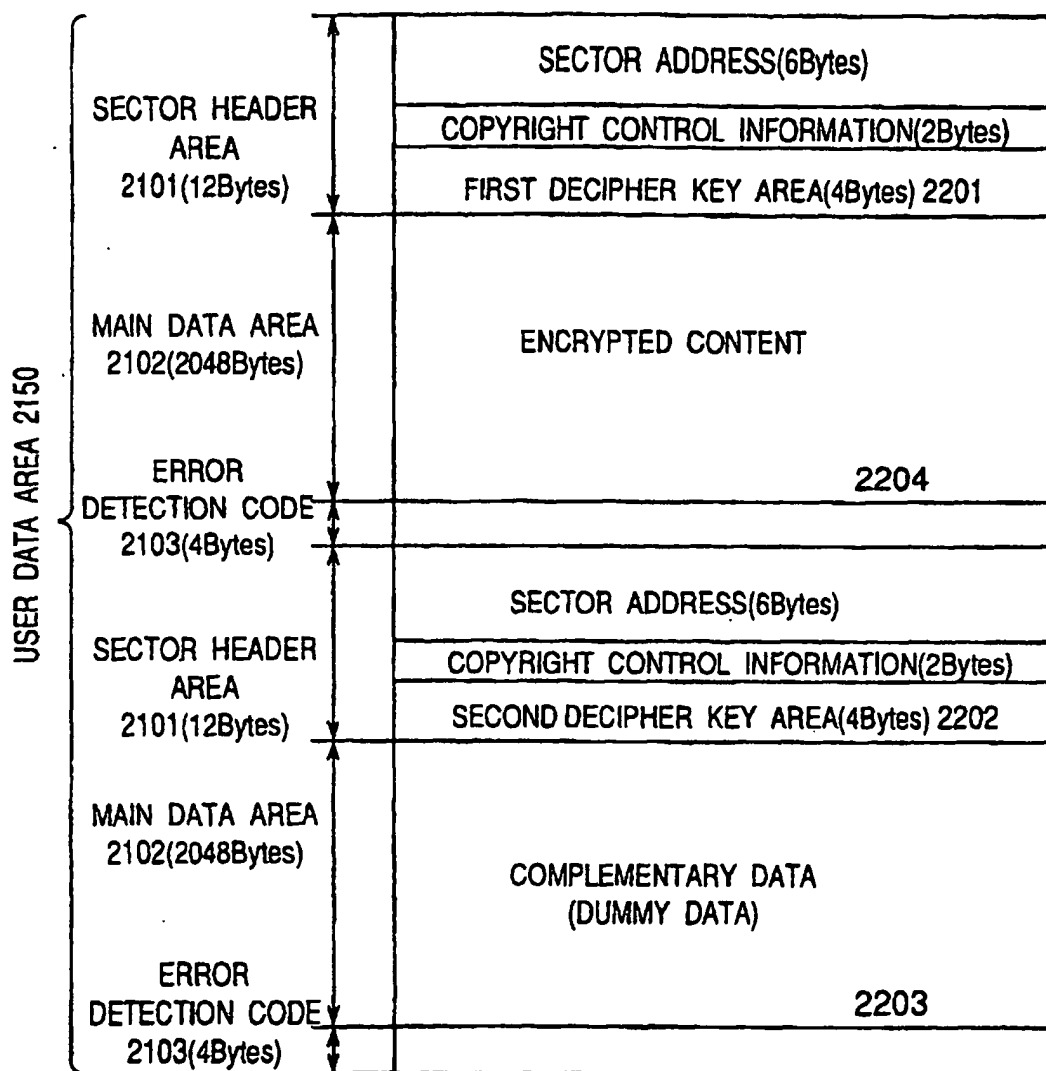 USER DATA AREA 2150
SECTOR HEADER
AREA
2101(12Bytes)
SECTOR ADDRESS(6Bytes)
COPYRIGHT CONTROL INFORMATION(2Bytes)
FIRST DECIPHER KEY AREA(4Bytes) 2201
MAIN DATA AREA
2102(2048Bytes)
ENCRYPTED CONTENT
2204
ERROR
DETECTION CODE
2103(4Bytes)
SECTOR HEADER
AREA
2101(12Bytes)
SECTOR ADDRESS(6Bytes)
COPYRIGHT CONTROL INFORMATION(2Bytes)
SECOND DECIPHER KEY AREA(4Bytes) 2202
MAIN DATA AREA
2102(2048Bytes)
COMPLEMENTARY DATA
(DUMMY DATA)
2203
ERROR
DETECTION CODE
2103(4Bytes)